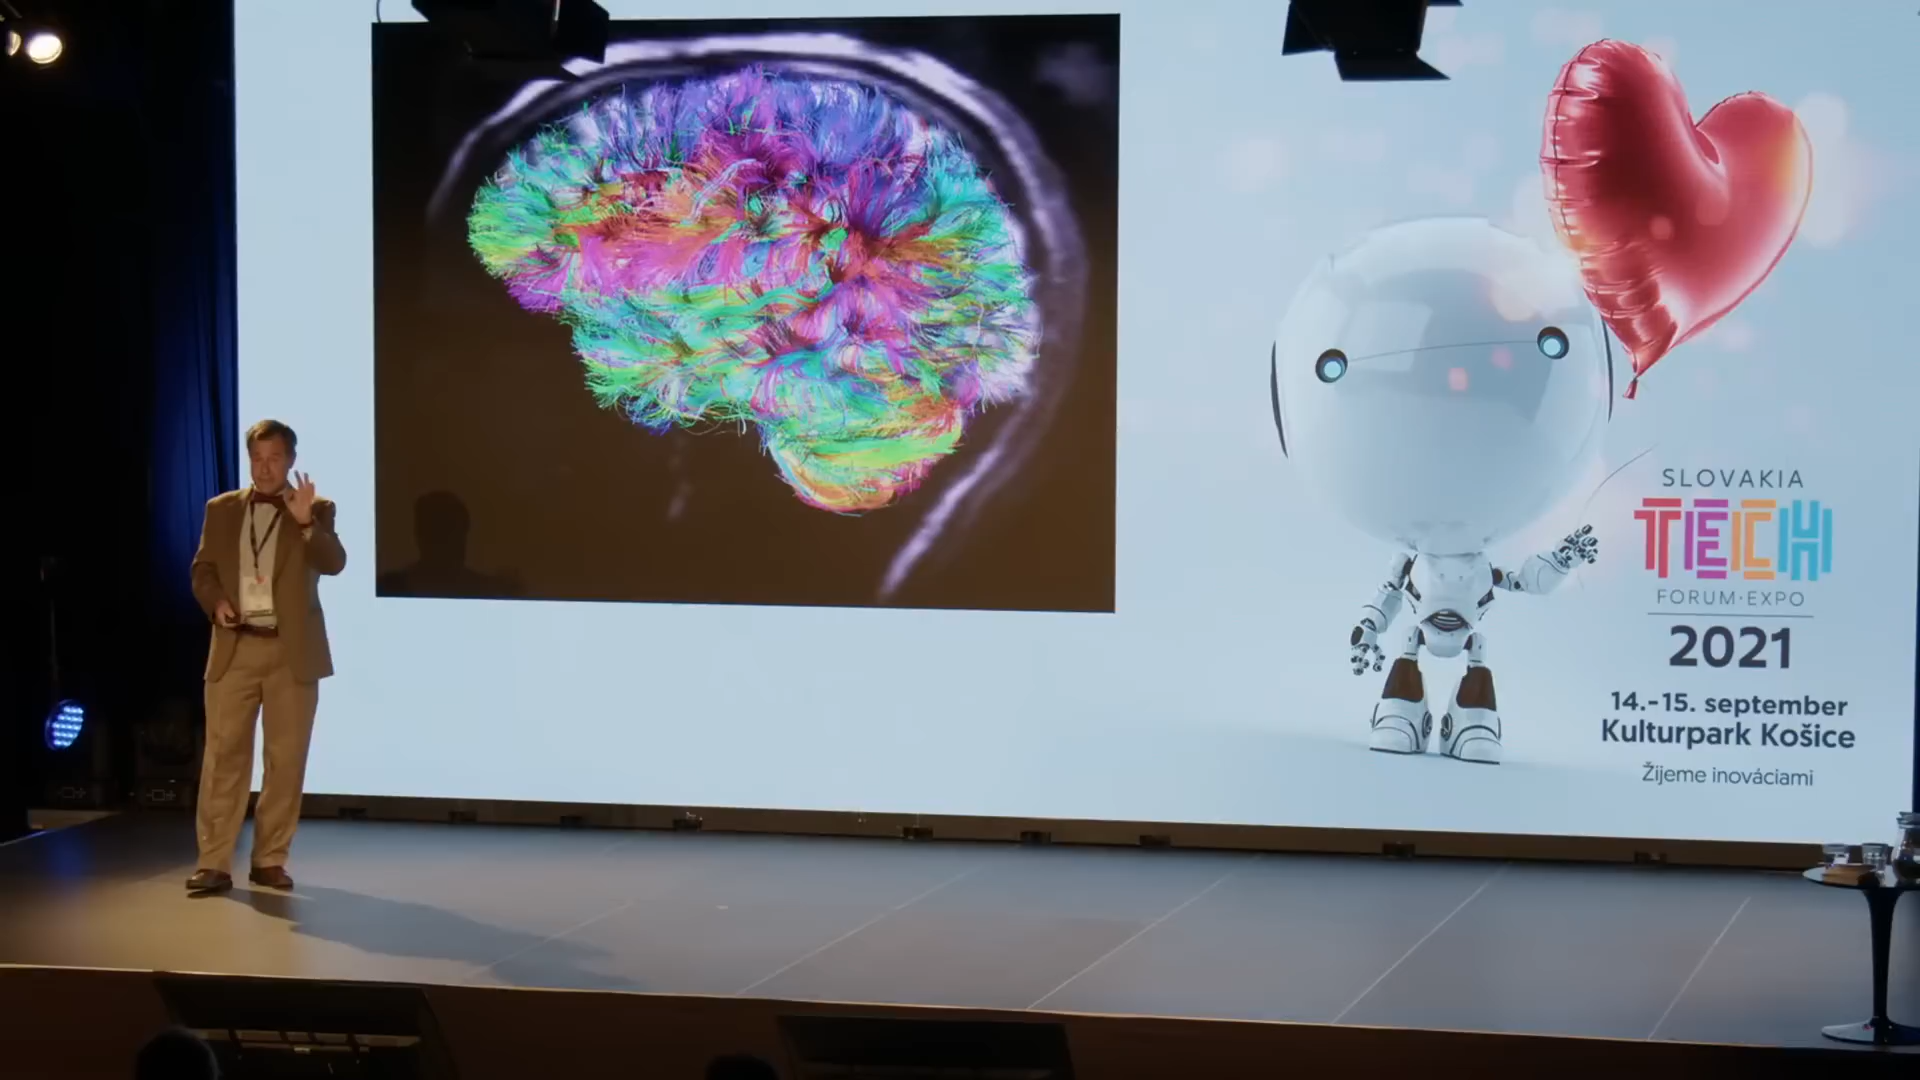 SLOVAKIA
TECH
FORUM·EXPO
2021
14.-15. september
Kulturpark Košice
Žijeme inováciami